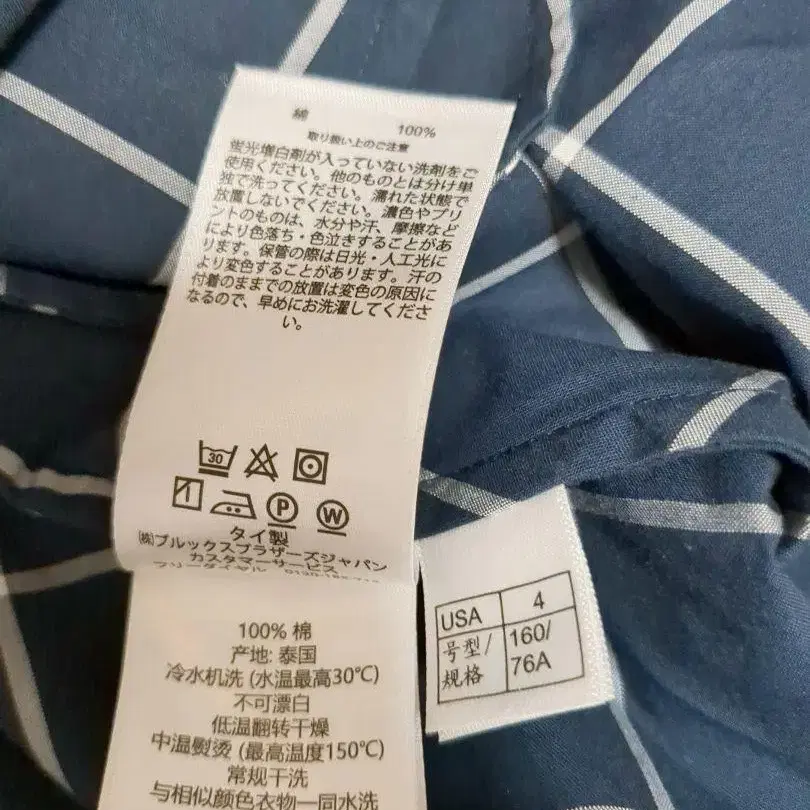 綿 100%
取り扱い上のご注意
蛍光増白剤が入っていない洗剤をご
使用ください。他のものとは分け単
独で洗ってください。濡れた状態で
放置しないでください。濃色やプリ
ントのものは、水分や汗、摩擦など
により色落ち・色泣きすることがあ
ります。保管の際は日光・人工光に
より変色することがあります。汗の
付着のままでの放置は変色の原因に
なるので、早めにお洗濯してくださ
い。
30
P W
タイ製
㈱ブルックスブラザーズジャパン
カスタマーサービス
フリーダイヤル
100% 棉
产地: 泰国
冷水机洗 (水温最高30℃)
不可漂白
低温翻转干燥
中温熨烫 (最高温度150℃)
常规干洗
与相似颜色衣物一同水洗
USA 4
号型/ 160/
规格 76A